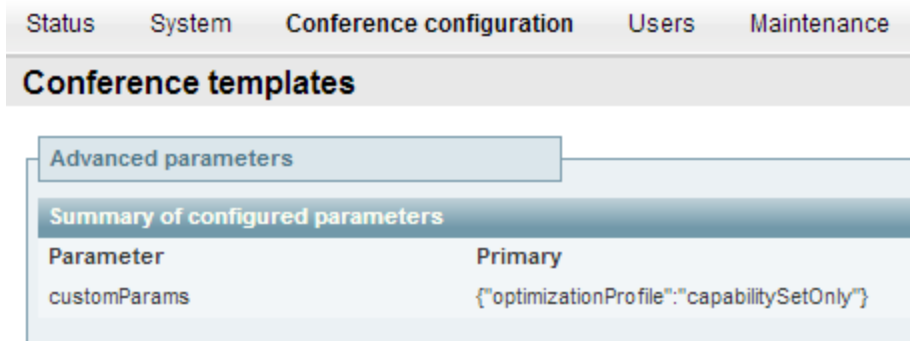 Status System Conference configuration Users Maintenance
Conference templates
Advanced parameters
Summary of configured parameters
Parameter Primary
customParams {"optimizationProfile":"capabilitySetOnly"}